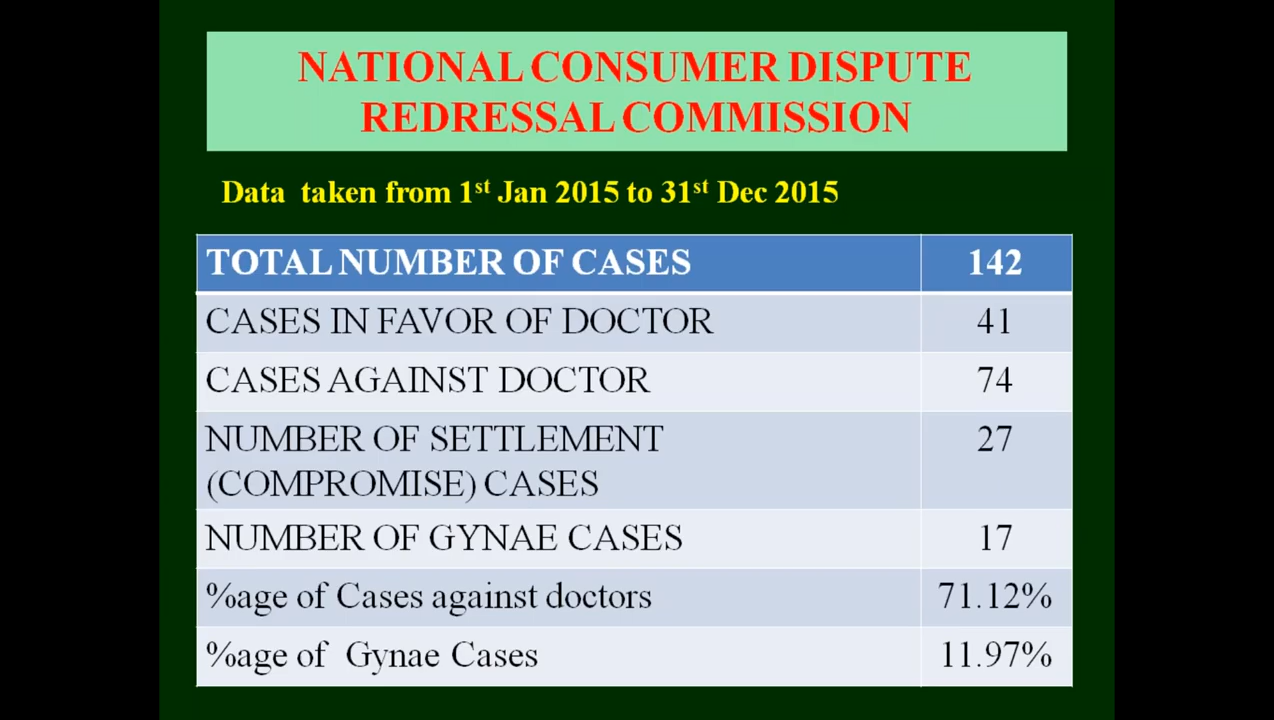 NATIONAL CONSUMER DISPUTE
REDRESSAL COMMISSION
Data taken from 1st Jan 2015 to 31st Dec 2015
TOTAL NUMBER OF CASES 142
CASES IN FAVOR OF DOCTOR 41
CASES AGAINST DOCTOR 74
NUMBER OF SETTLEMENT 27
(COMPROMISE) CASES
NUMBER OF GYNAE CASES 17
%age of Cases against doctors 71.12%
%age of Gynae Cases 11.97%